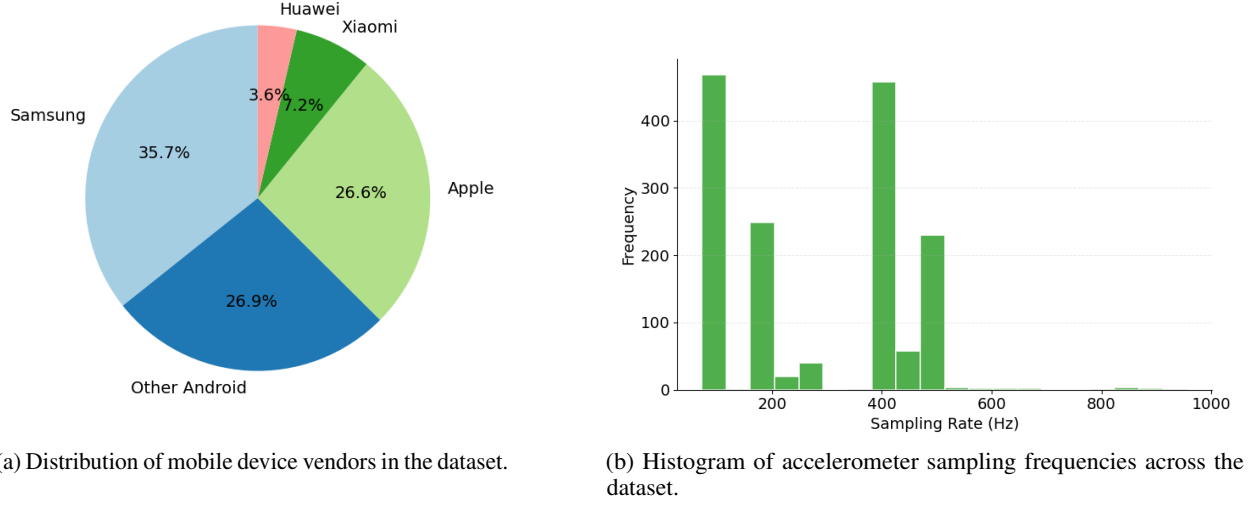 Huawei
Xiaomi
Samsung
3.6%
7.2%
35.7%
26.6%
Apple
26.9%
Other Android
Frequency
400
300
200
100
0
200
400
600
800
1000
Sampling Rate (Hz)
a) Distribution of mobile device vendors in the dataset.
(b) Histogram of accelerometer sampling frequencies across the
dataset.